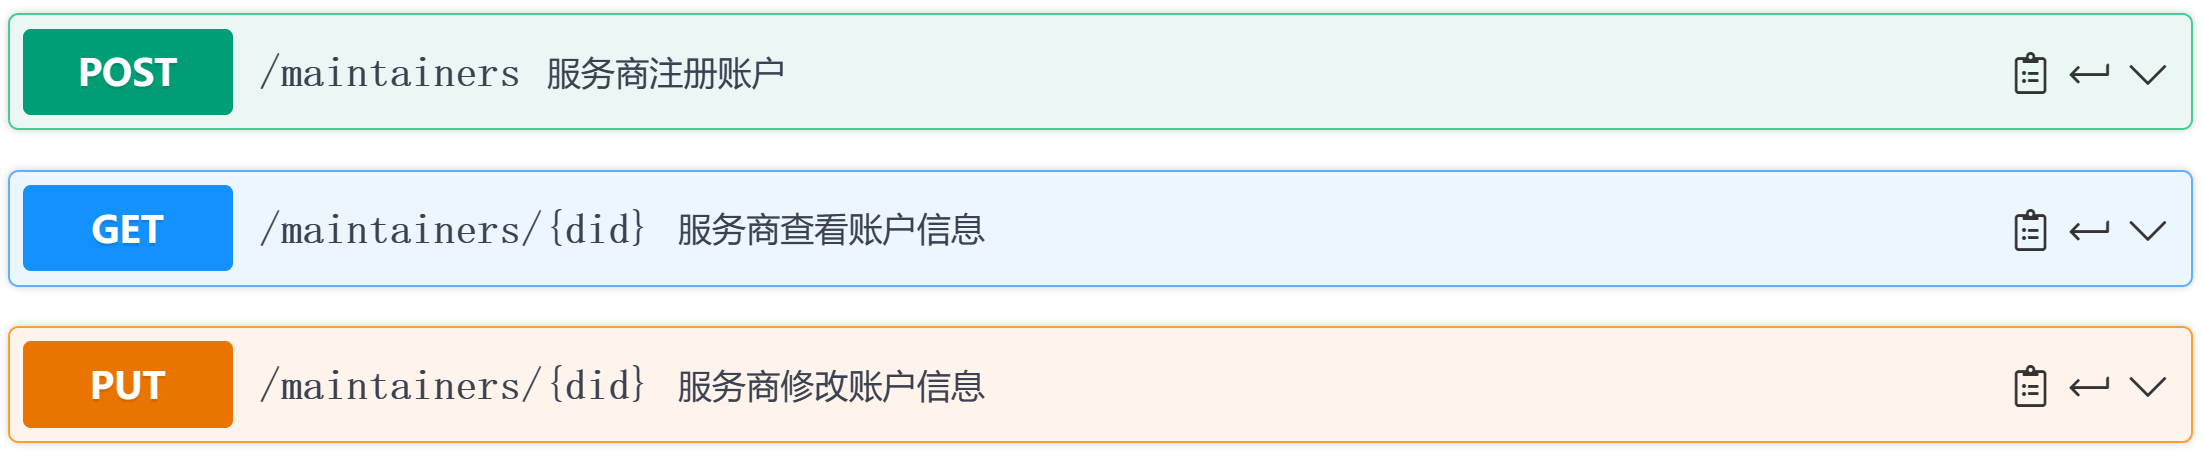 POST /maintainers 服务商注册账户
GET /maintainers/{did} 服务商查看账户信息
PUT /maintainers/{did} 服务商修改账户信息